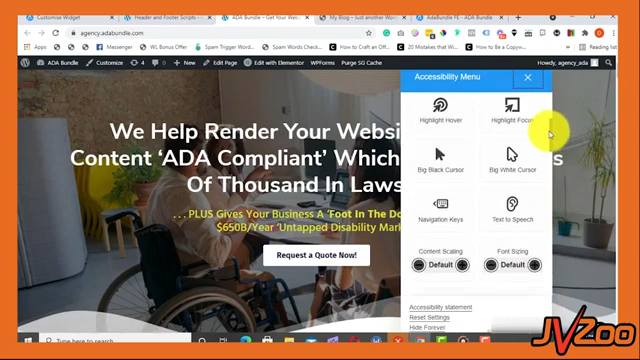 Customise Widget
Header and Footer Scripts
ADA Bundle – Get Your Web
My Blog – Just another Word
AdaBundle FE - ADA Bundle
agency.adabundle.com
Apps
Bookmarks
Facebook
WL Bonus Offer
Spam Trigger Word
Spam Words Check
How to Craft an Off
20 Mistakes that W
How to Be a Copyw
Reading list
ADA Bundle
Customize
4
0
New
Edit Page
Edit with Elementor
WPForms
Purge SG Cache
Howdy, agency_ada
Accessibility Menu
Highlight Hover
Highlight Focus
Big Black Cursor
Big White Cursor
Navigation Keys
Text to Speech
Content Scaling
Font Sizing
Default
Default
Accessibility statement
Reset Settings
Hide Forever
We Help Render Your Websi
Content ‘ADA Compliant’ Which
Of Thousand In Laws
. . . PLUS Gives Your Business A ‘Foot In The Do
$650B/Year ‘Untapped Disability Mark
Request a Quote Now!
Type here to search
JVZoo